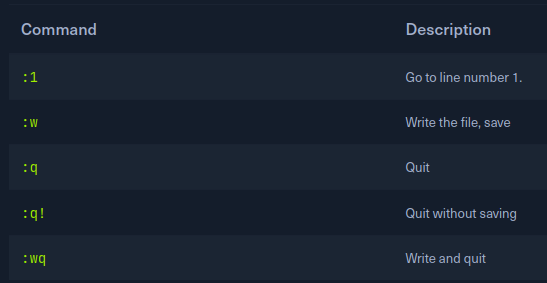 Command Description
:1 Go to line number 1.
:w Write the file, save
:q Quit
:q! Quit without saving
:wq Write and quit